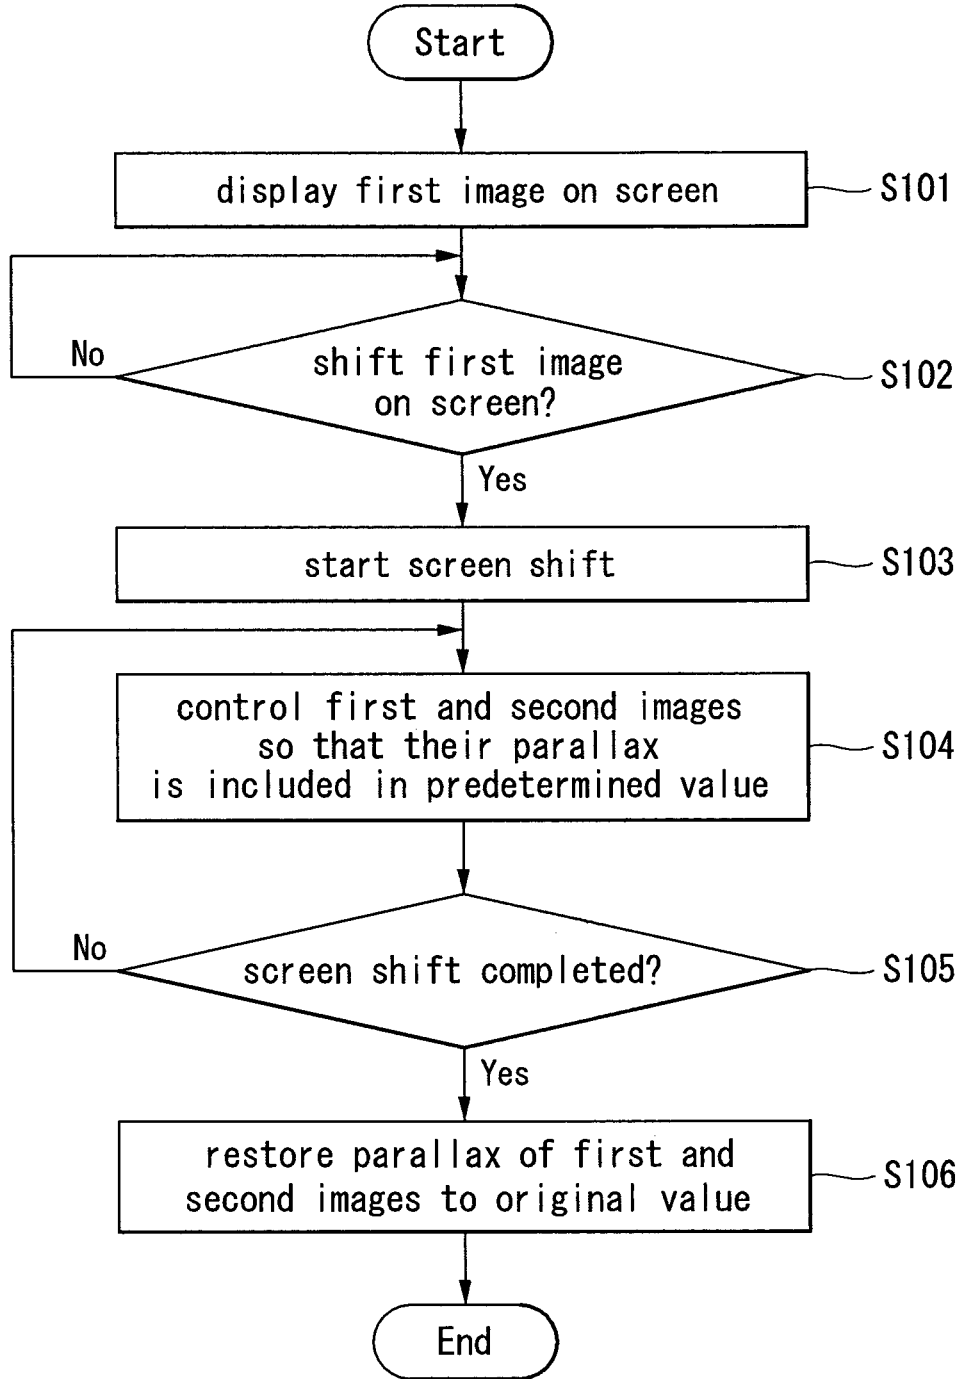 Start
display first image on screen
S101
No
shift first image
on screen?
S102
Yes
start screen shift
S103
control first and second images
so that their parallax
is included in predetermined value
S104
No
screen shift completed?
S105
Yes
restore parallax of first and
second images to original value
S106
End